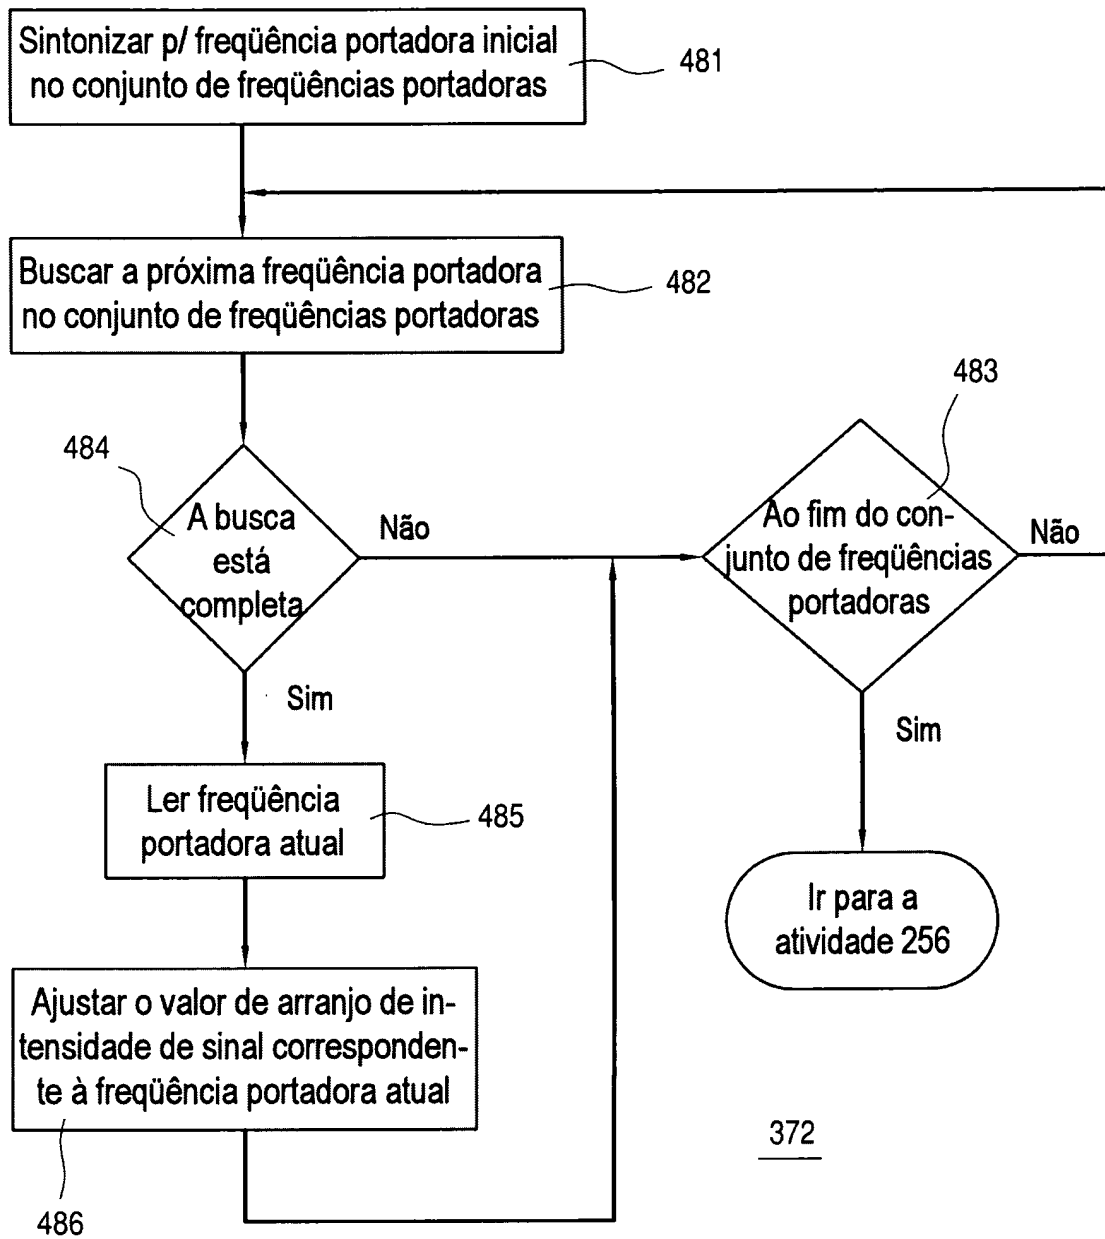 Sintonizar p/ freqüência portadora inicial
no conjunto de freqüências portadoras
481
Buscar a próxima freqüência portadora
no conjunto de freqüências portadoras
482
483
484
A busca
está
completa
Não
Ao fim do con-
junto de freqüências
portadoras
Não
Sim
Sim
Ler freqüência
portadora atual
485
Ir para a
atividade 256
Ajustar o valor de arranjo de in-
tensidade de sinal corresponden-
te à freqüência portadora atual
372
486